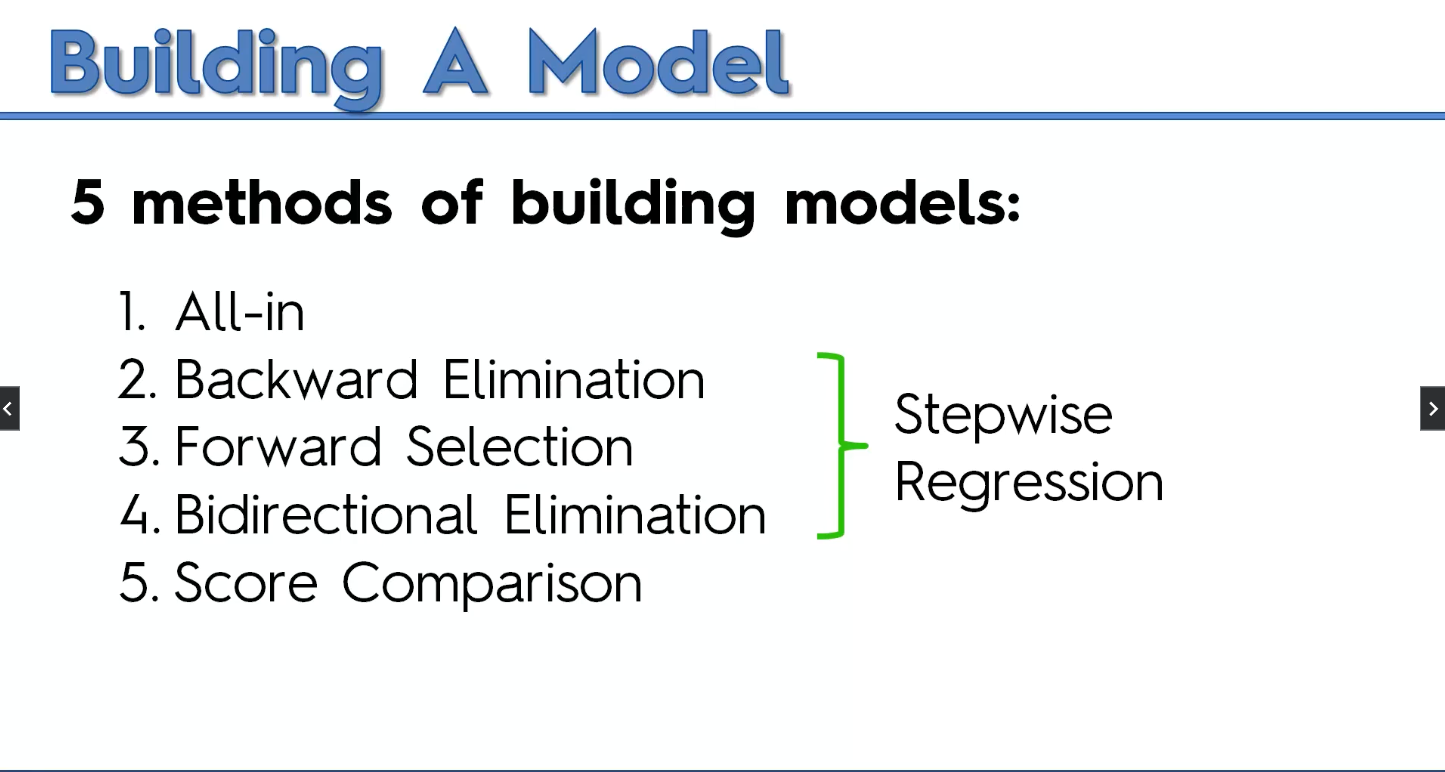 Building A Model
5 methods of building models:
1. All-in
2. Backward Elimination
3. Forward Selection
4. Bidirectional Elimination
5. Score Comparison
Stepwise
Regression